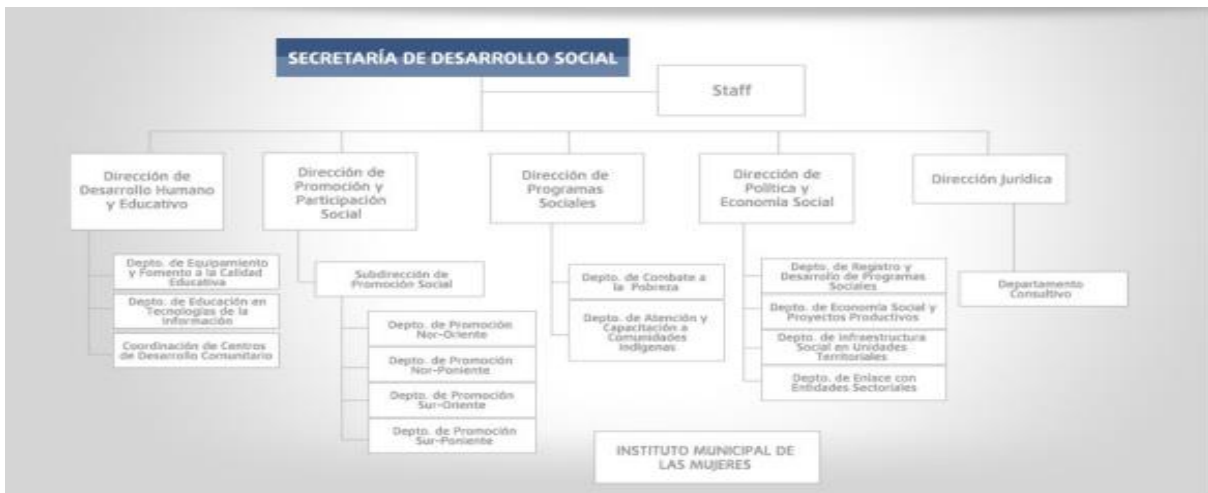 SECRETARÍA DE DESARROLLO SOCIAL
Staff
Dirección de
Desarrollo Humano
y Educativo
Dirección de
Promoción y
Participación
Social
Dirección de
Programas
Sociales
Dirección de
Política y
Economía Social
Dirección Jurídica
Depto. de Equipamiento
y Fomento a la Calidad
Educativa
Depto. de Educación en
Tecnologías de la
Información
Coordinación de Centros
de Desarrollo Comunitario
Subdirección de
Promoción Social
Depto. de Promoción
Nor-Oriente
Depto. de Promoción
Nor-Poniente
Depto. de Promoción
Sur-Oriente
Depto. de Promoción
Sur-Poniente
Depto. de Combate a
la Pobreza
Depto. de Atención y
Capacitación a
Comunidades
Indígenas
Depto. de Registro y
Desarrollo de Programas
Sociales
Depto. de Economía Social y
Proyectos Productivos
Depto. de Infraestructura
Social en Unidades
Territoriales
Depto. de Enlace con
Entidades Sectoriales
Departamento
Consultivo
INSTITUTO MUNICIPAL DE
LAS MUJERES